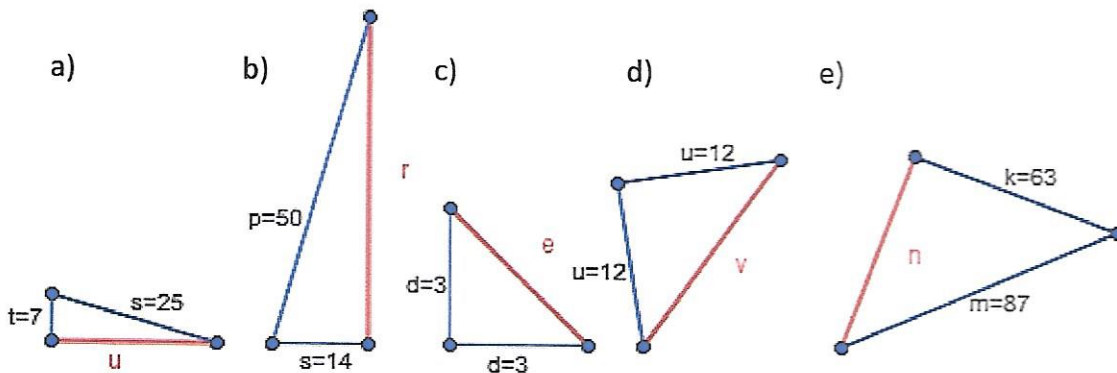 a)
b)
c)
d)
e)
t=7
s=25
u
p=50
r
s=14
d=3
e
d=3
u=12
u=12
v
k=63
n
m=87